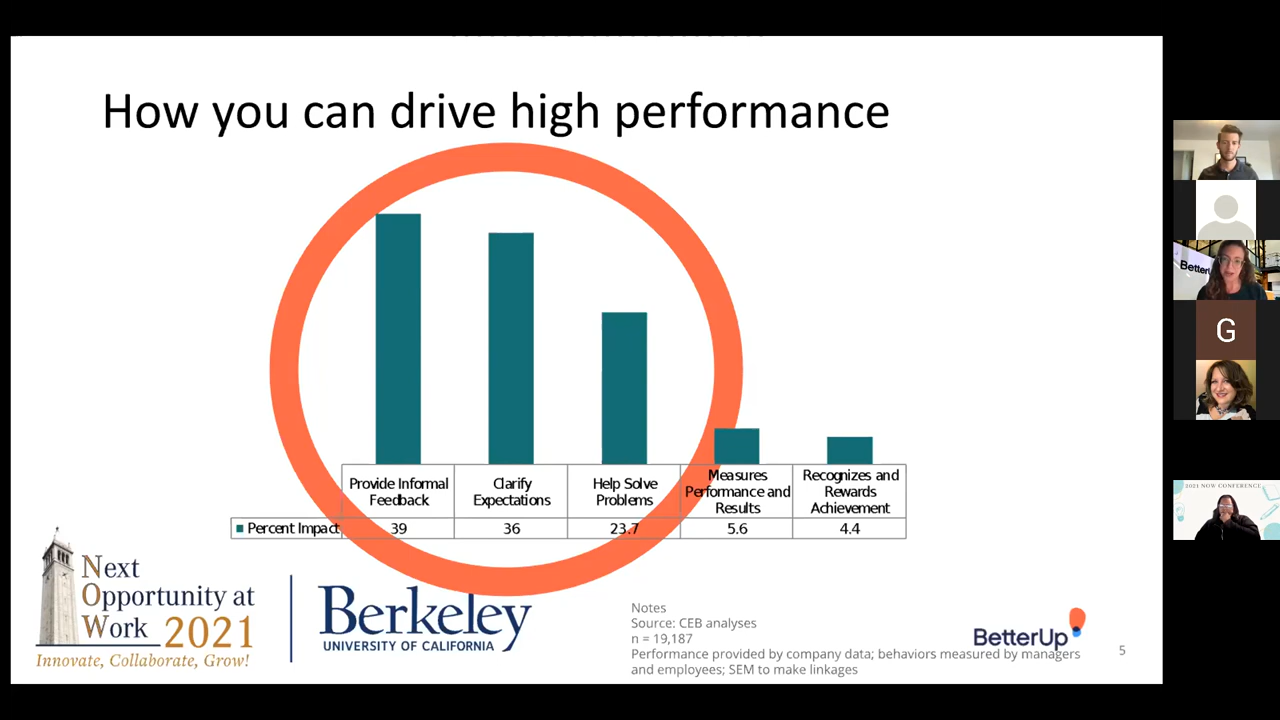 How you can drive high performance
Provide Informal
Feedback
Clarify
Expectations
Help Solve
Problems
Measures
Performance and
Results
Recognizes and
Rewards
Achievement
Percent Impact 39 36 23.7 5.6 4.4
Next
Opportunity at
Work 2021
Innovate, Collaborate, Grow!
Berkeley
UNIVERSITY OF CALIFORNIA
Notes
Source: CEB analyses
n = 19,187
Performance provided by company data; behaviors measured by managers
and employees; SEM to make linkages
BetterUp
5
G
2021 NOW CONFERENCE